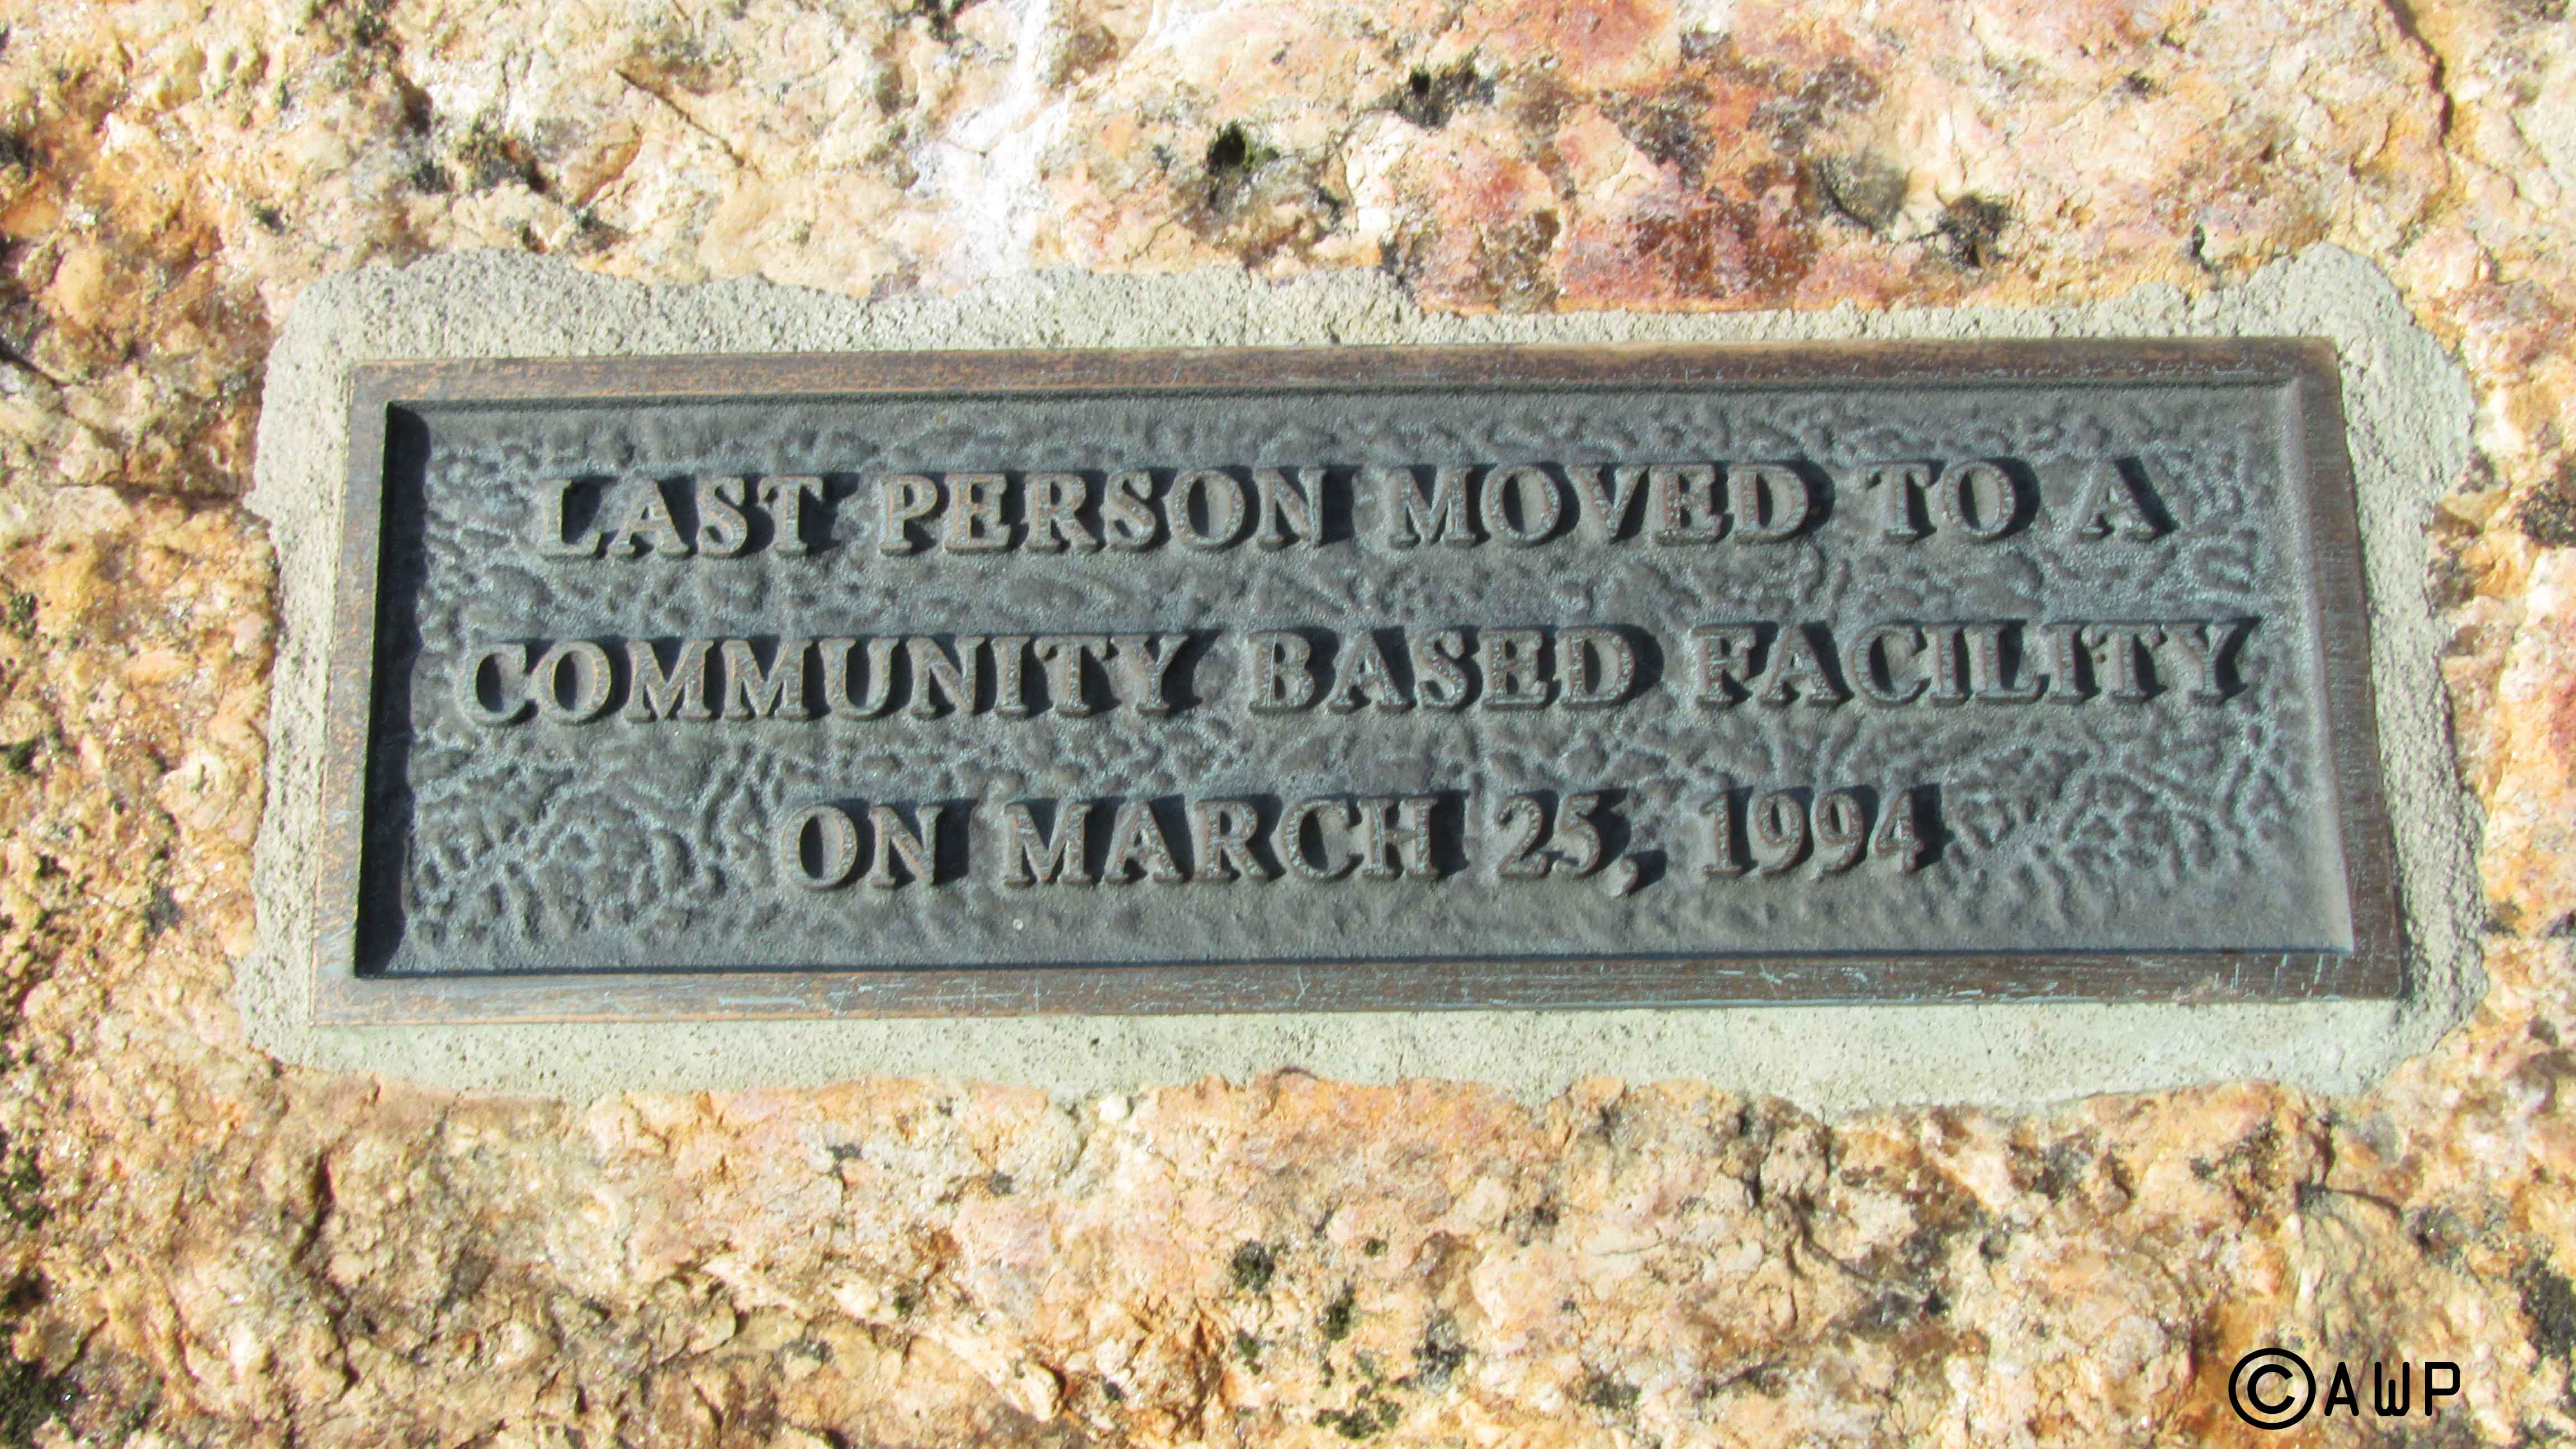 LAST PERSON MOVED TO A
COMMUNITY BASED FACILITY
ON MARCH 25, 1994
©AWP